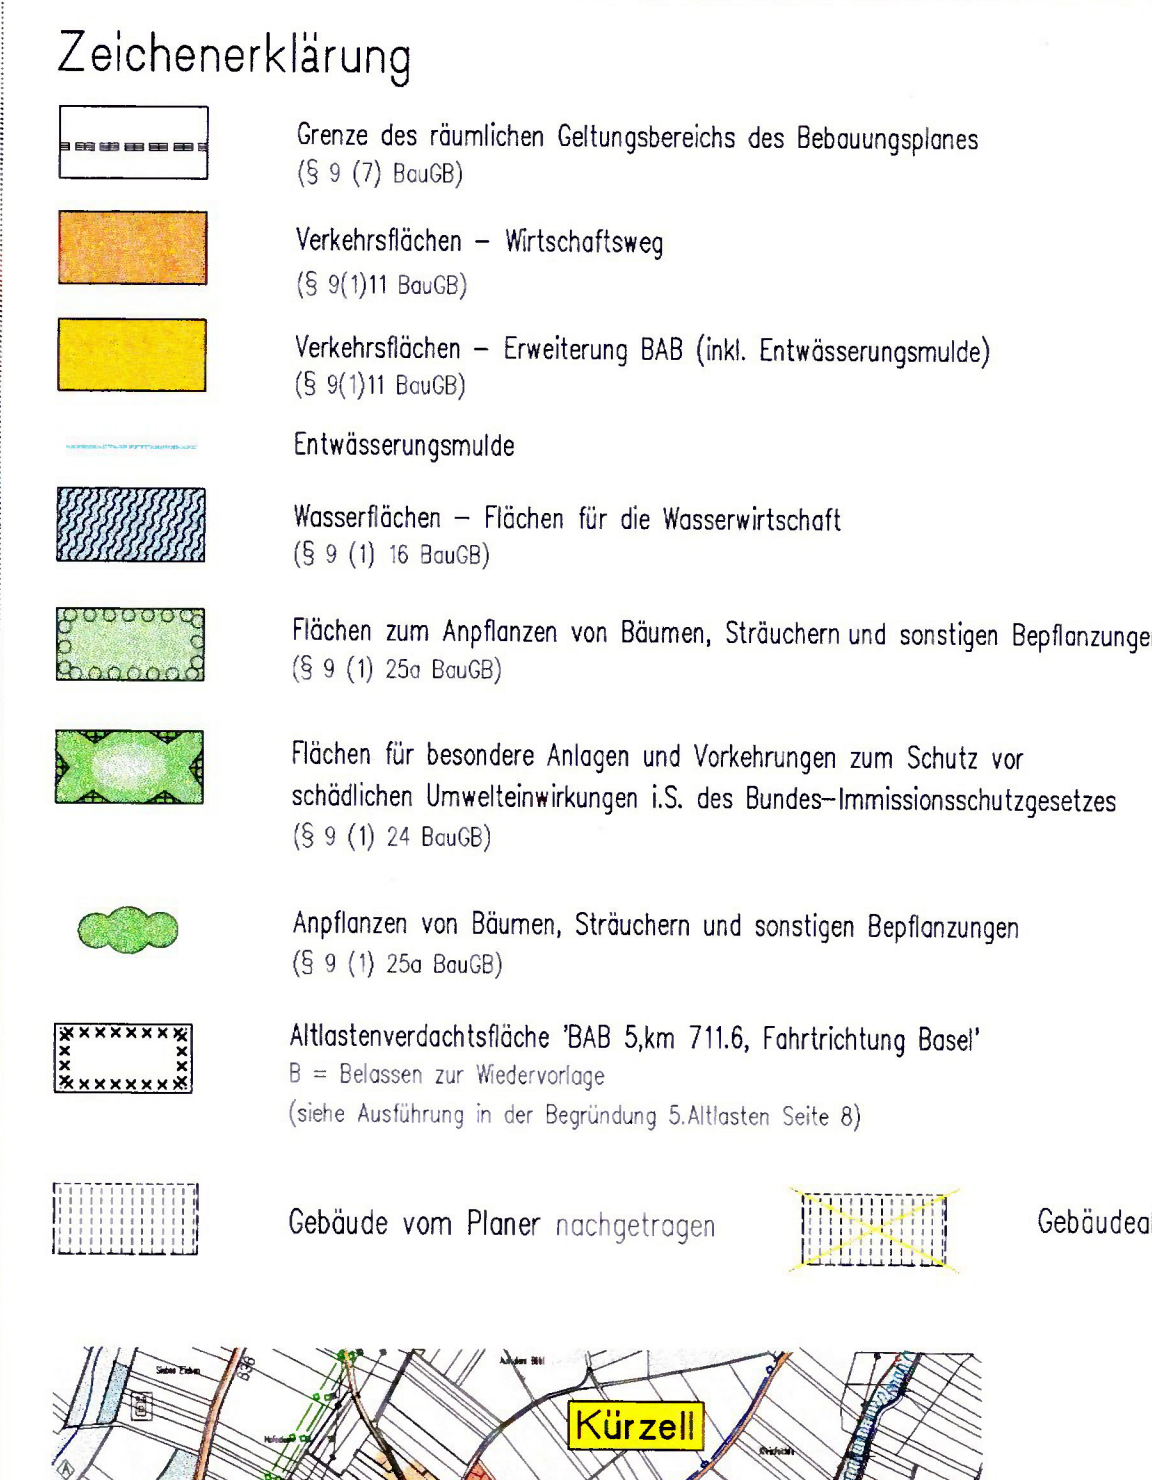 Zeichenerklärung
Grenze des räumlichen Geltungsbereichs des Bebauungsplanes
(§ 9 (7) BauGB)
Verkehrsflächen – Wirtschaftsweg
(§ 9(1)11 BauGB)
Verkehrsflächen – Erweiterung BAB (inkl. Entwässerungsmulde)
(§ 9(1)11 BauGB)
Entwässerungsmulde
Wasserflächen – Flächen für die Wasserwirtschaft
(§ 9 (1) 16 BauGB)
Flächen zum Anpflanzen von Bäumen, Sträuchern und sonstigen Bepflanzunge
(§ 9 (1) 25a BauGB)
Flächen für besondere Anlagen und Vorkehrungen zum Schutz vor
schädlichen Umwelteinwirkungen i.S. des Bundes–Immissionsschutzgesetzes
(§ 9 (1) 24 BauGB)
Anpflanzen von Bäumen, Sträuchern und sonstigen Bepflanzungen
(§ 9 (1) 25a BauGB)
Altlastenverdachtsfläche 'BAB 5,km 711.6, Fahrtrichtung Basel'
B = Belassen zur Wiedervorlage
(siehe Ausführung in der Begründung 5.Altlasten Seite 8)
Gebäude vom Planer nachgetragen
Gebäudea
B36
Kürzell
A